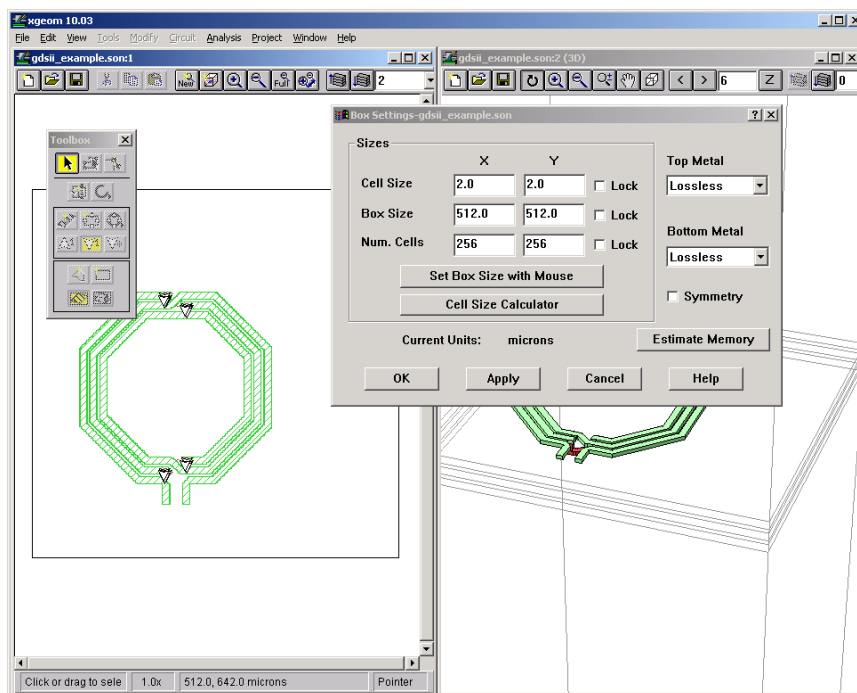 xgeom 10.03
File Edit View Tools Modify Circuit Analysis Project Window Help
gdsii_example.son:1
New Full 2
Toolbox
Click or drag to sele 1.0x 512.0, 642.0 microns Pointer
gdsii_example.son:2 (3D)
6 Z 0
Box Settings-gdsii_example.son
Sizes
X Y
Cell Size 2.0 2.0 Lock
Box Size 512.0 512.0 Lock
Num. Cells 256 256 Lock
Set Box Size with Mouse
Cell Size Calculator
Top Metal
Lossless
Bottom Metal
Lossless
Symmetry
Current Units: microns
Estimate Memory
OK Apply Cancel Help